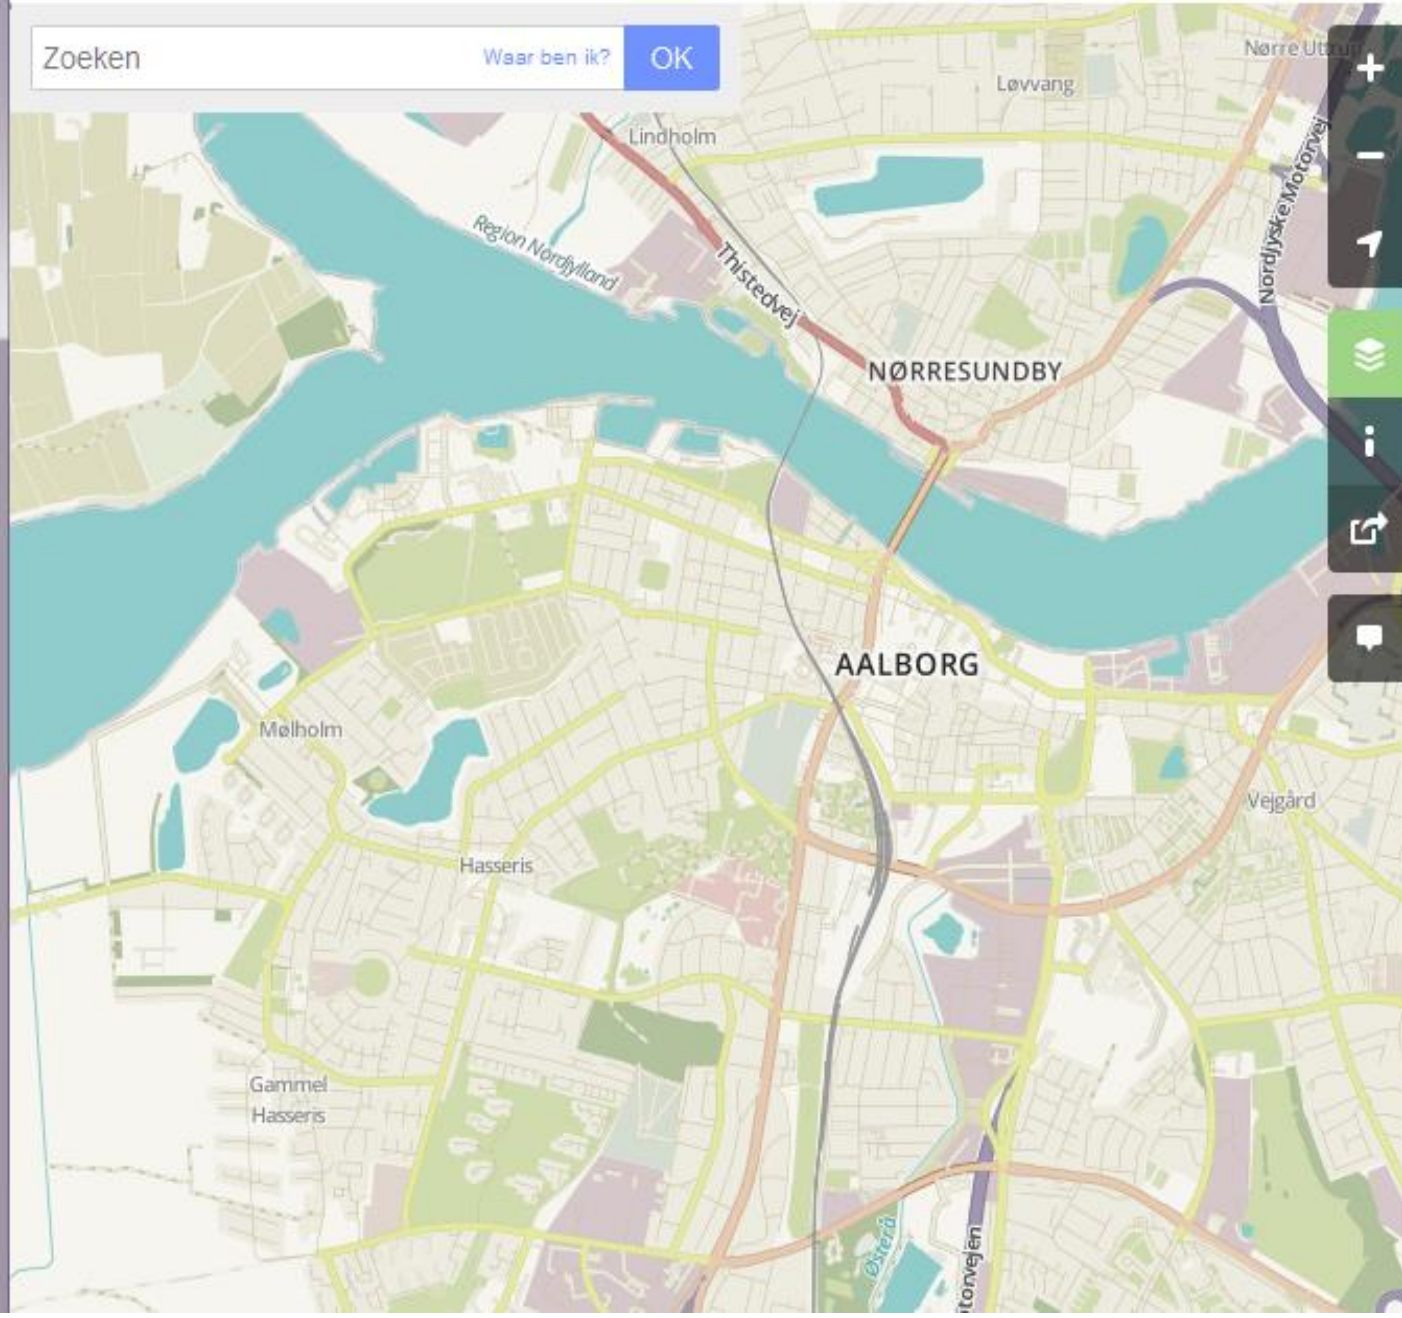 Zoeken
Waar ben ik?
OK
Nørre
Løvvang
Lindholm
Nordjyske Motorvej
Region Nordjylland
Thistedvej
NØRRESUNDBY
AALBORG
Mølholm
Vejgård
Hasseris
Gammel
Hasseris
Østerå
torvejen